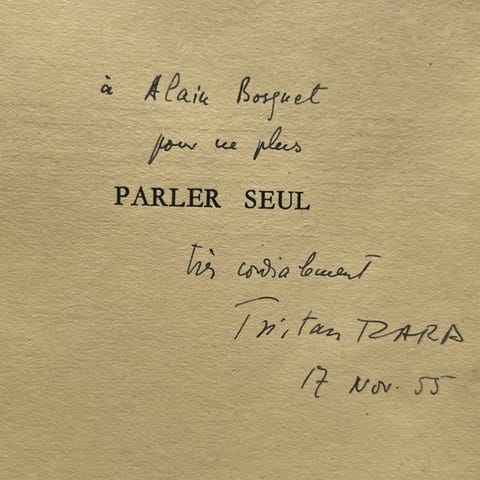 à Alain Bosquet
pour ne plus
PARLER SEUL
très cordialement
Tristan TZARA
17 Nov. 55